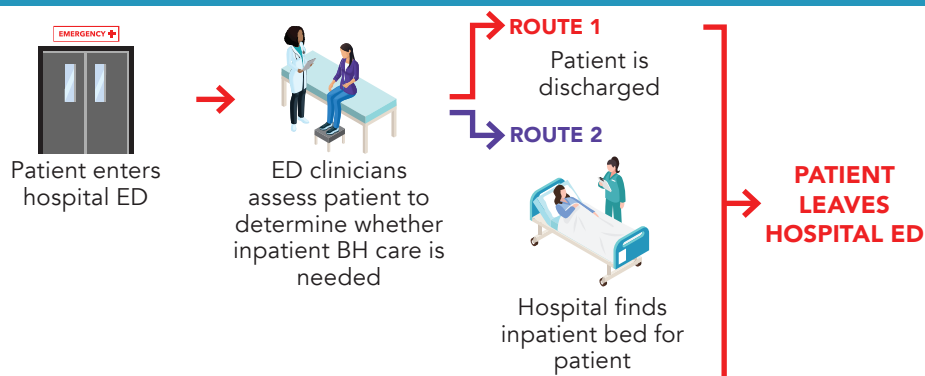 EMERGENCY
Patient enters
hospital ED
ED clinicians
assess patient to
determine whether
inpatient BH care is
needed
ROUTE 1
Patient is
discharged
ROUTE 2
Hospital finds
inpatient bed for
patient
PATIENT
LEAVES
HOSPITAL ED